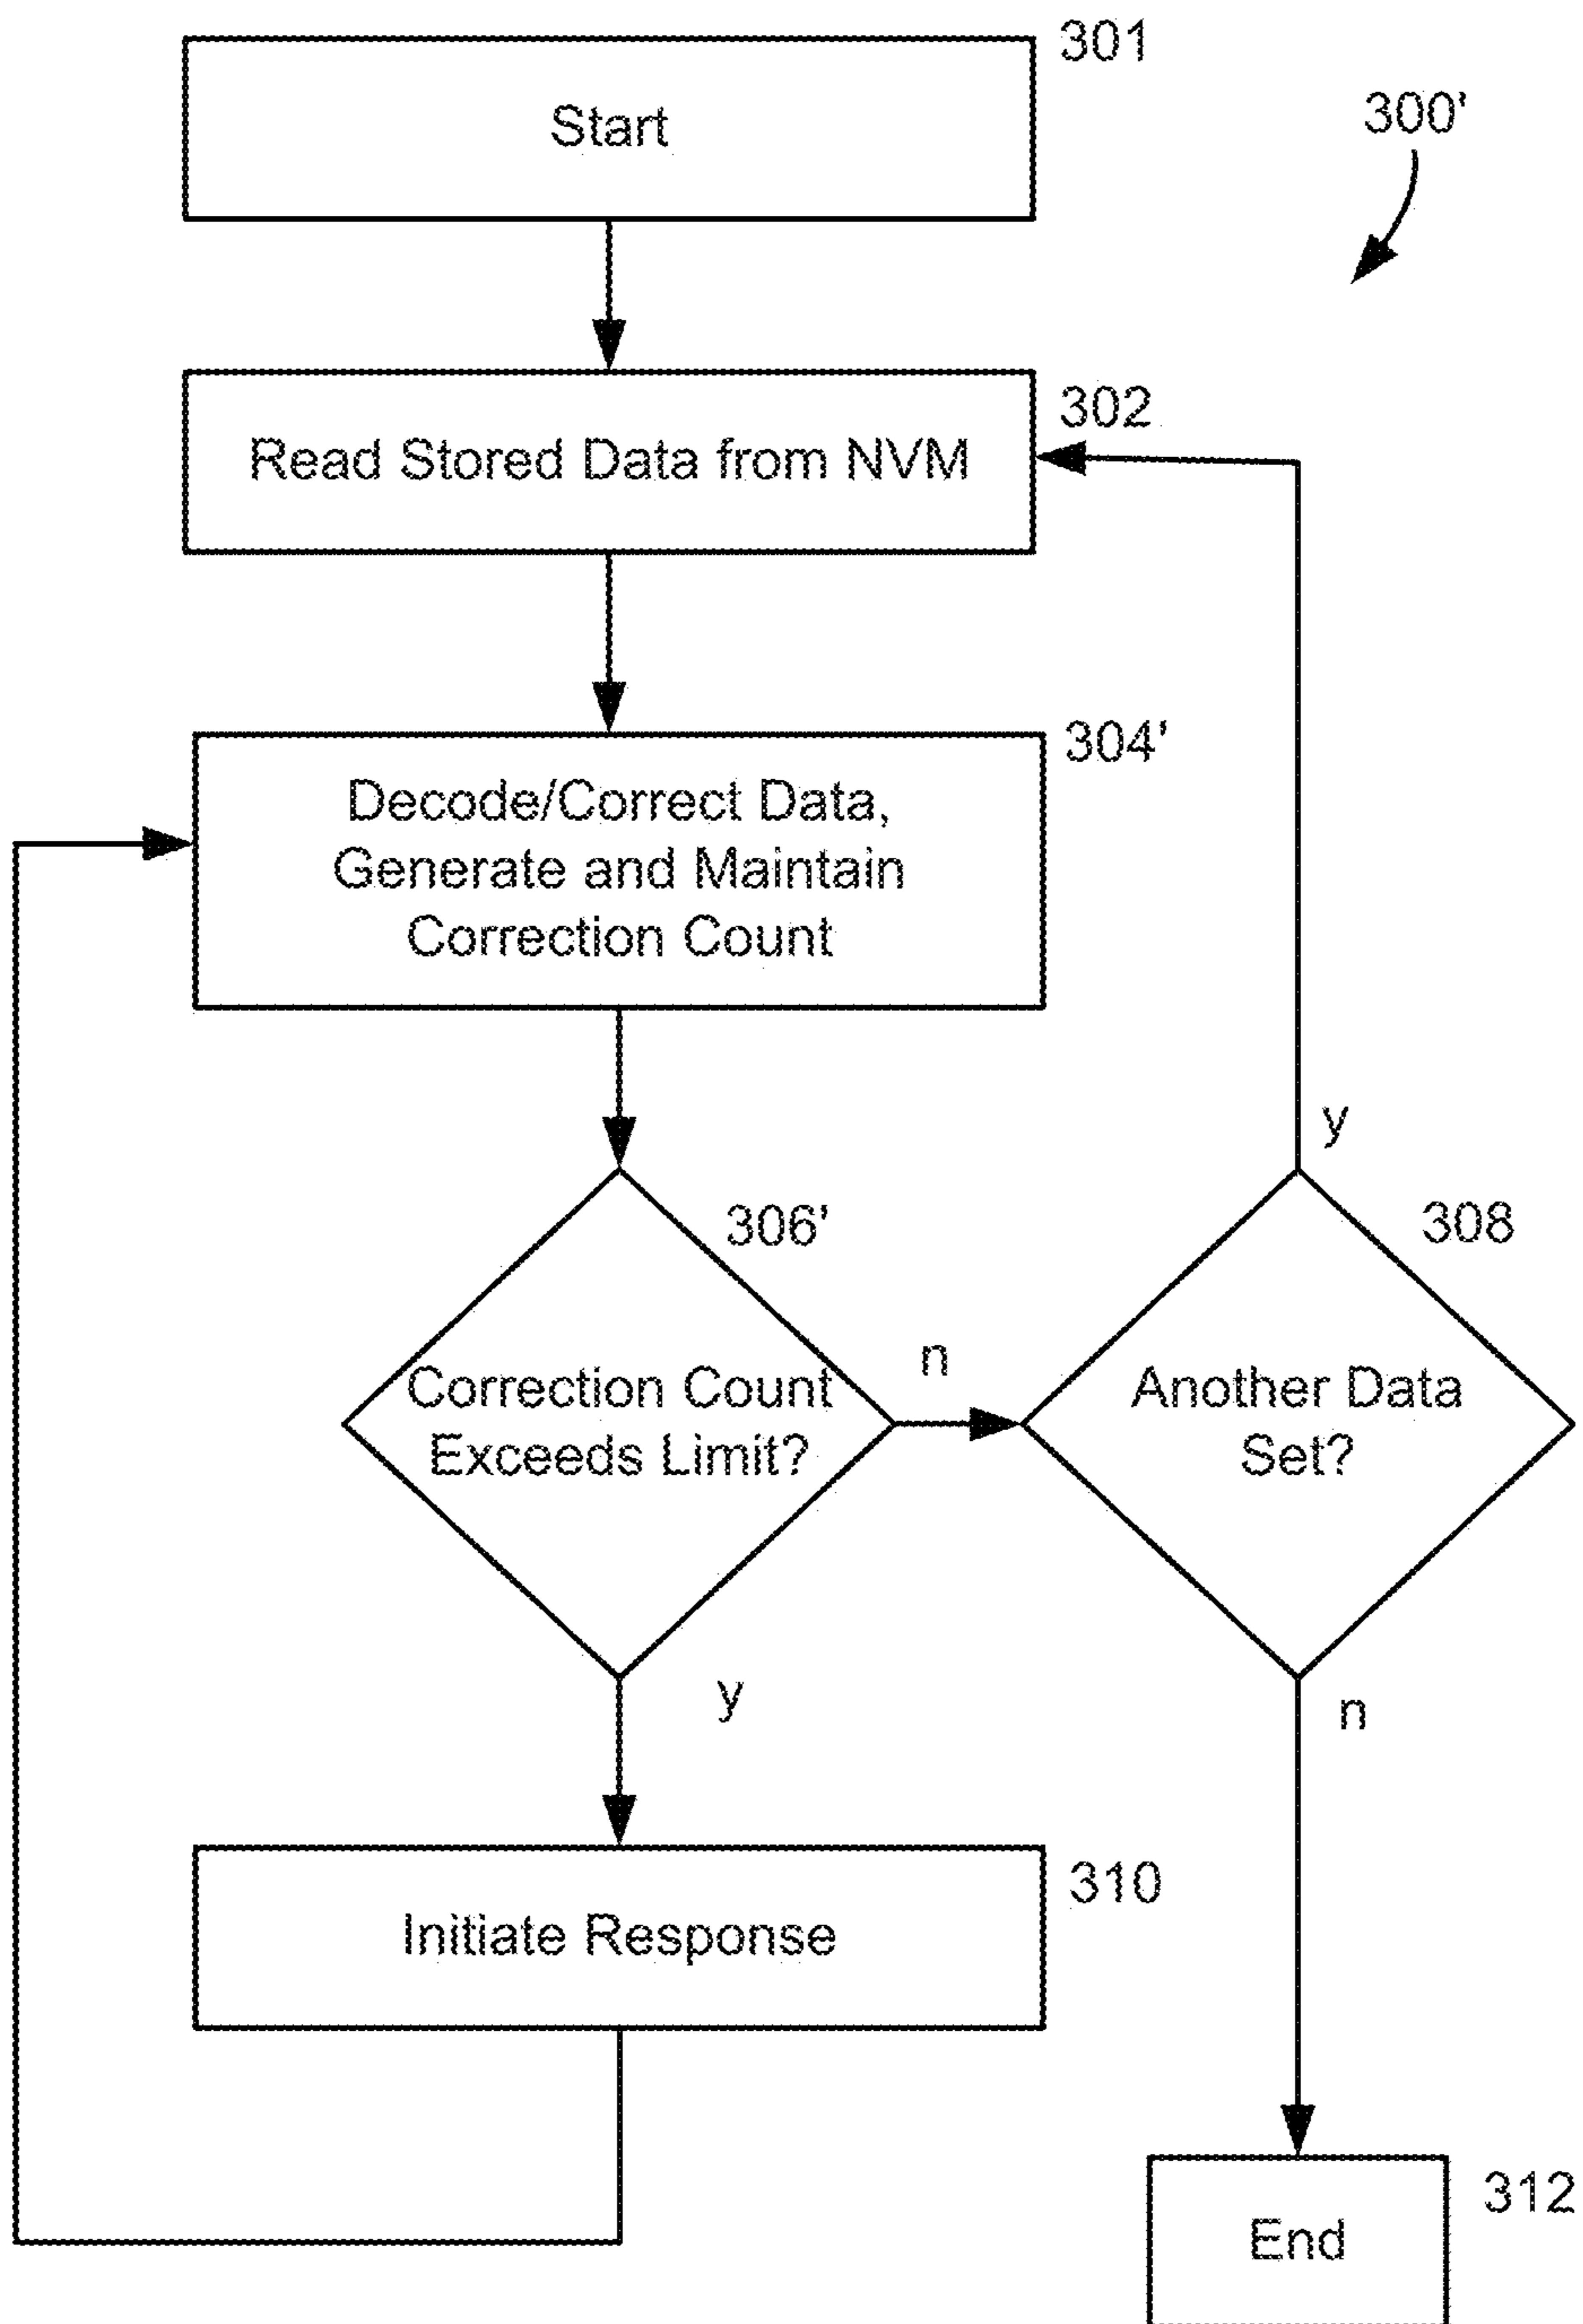 301
Start
300'
302
Read Stored Data from NVM
304'
Decode/Correct Data,
Generate and Maintain
Correction Count
y
306'
308
n
Correction Count
Exceeds Limit?
Another Data
Set?
y
n
310
Initiate Response
312
End